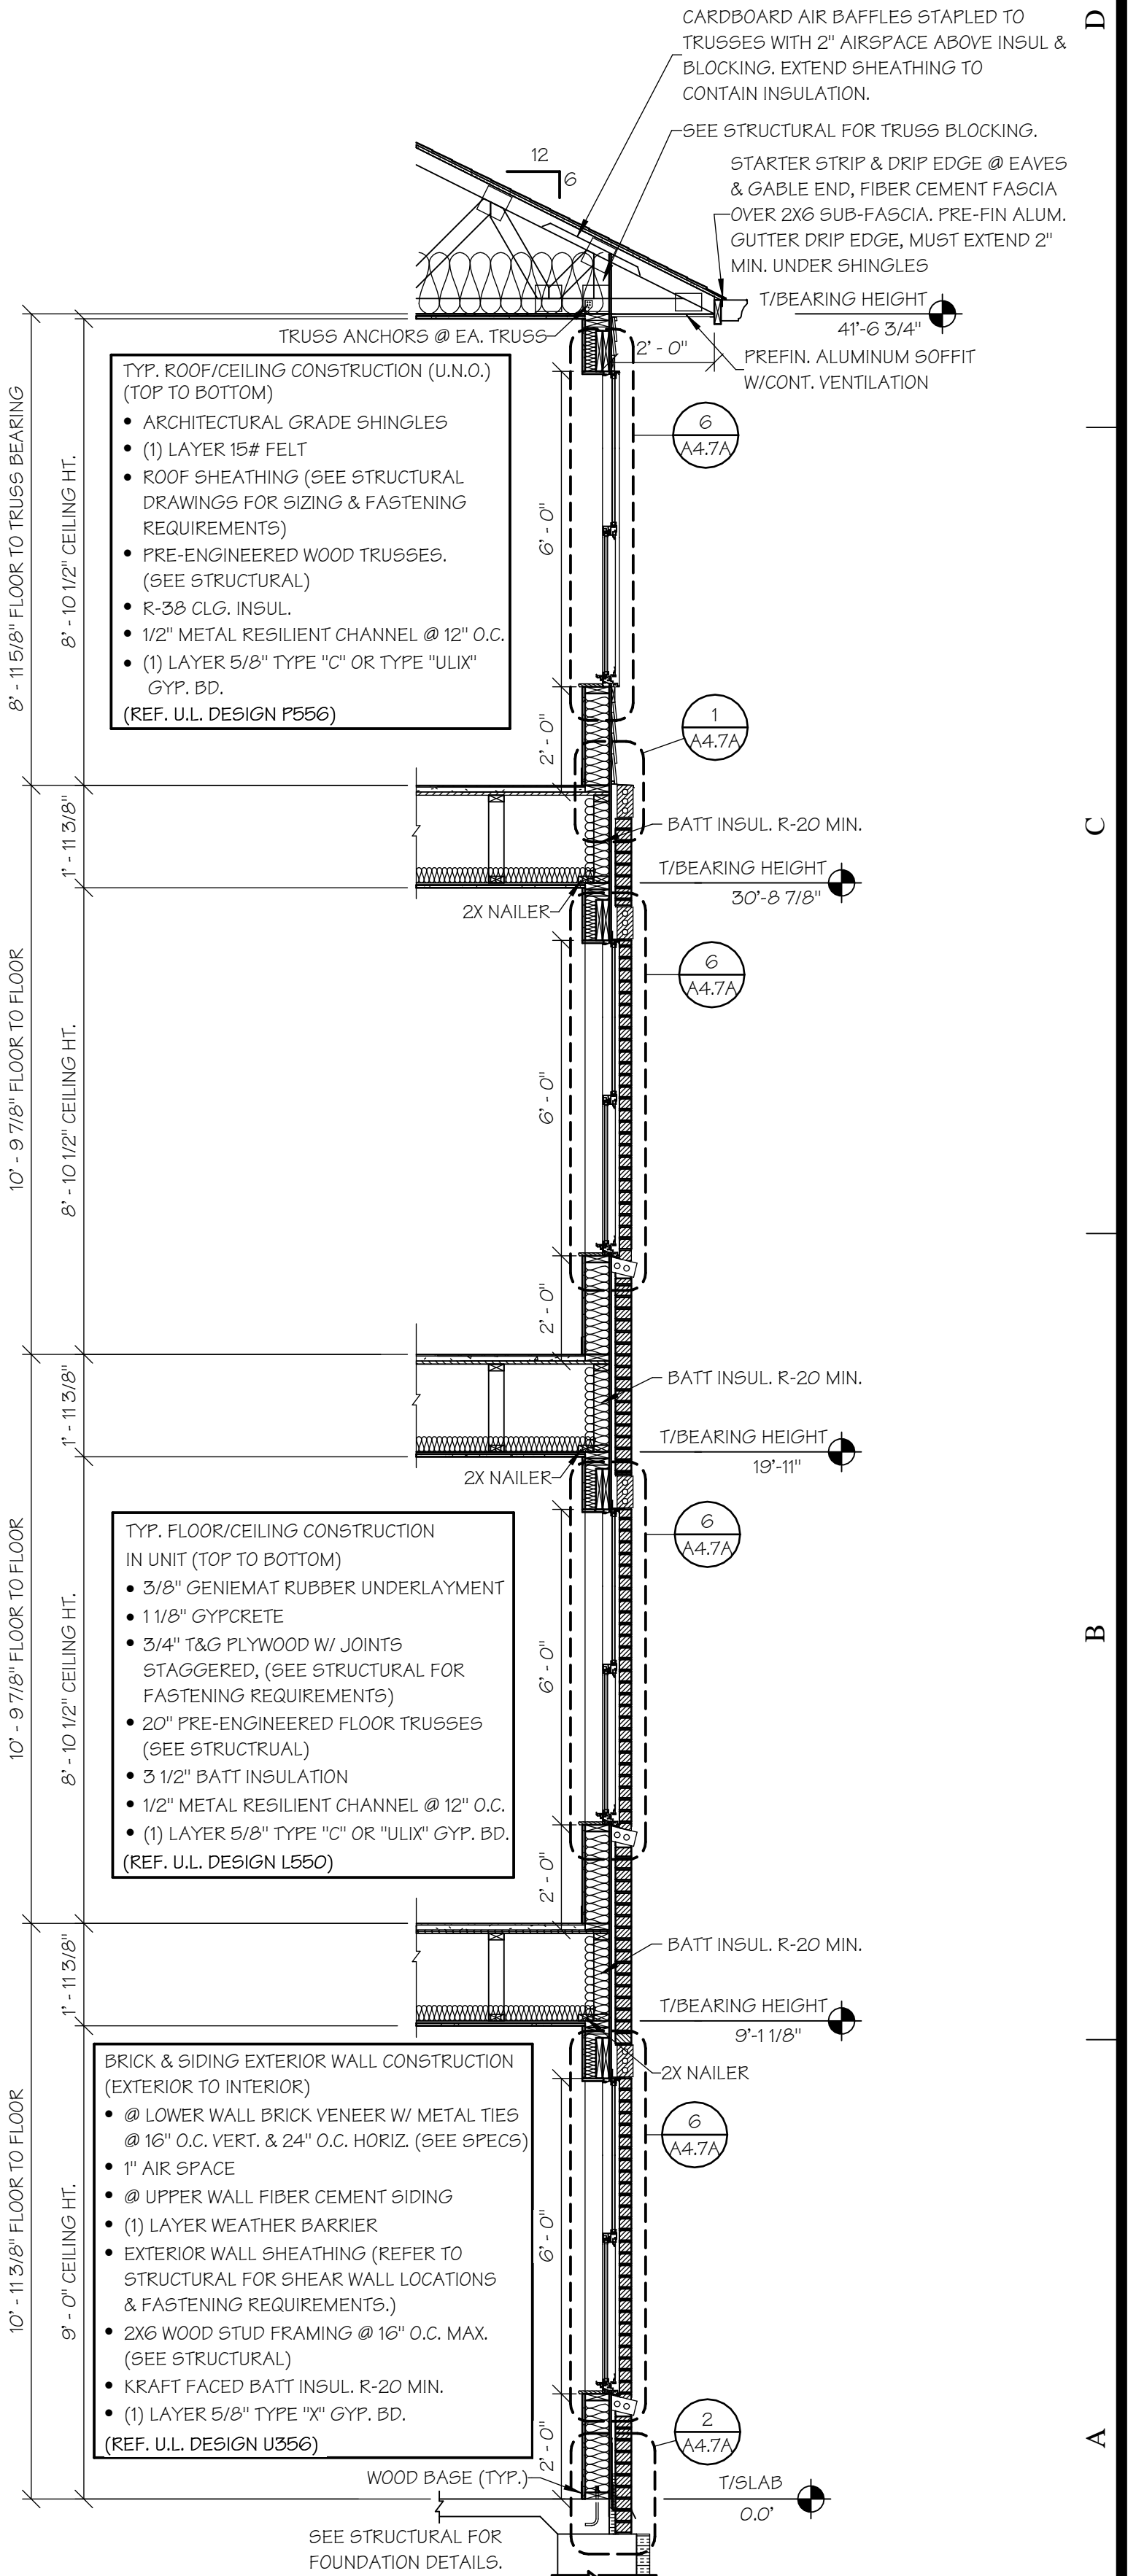 D
CARDBOARD AIR BAFFLES STAPLED TO
TRUSSES WITH 2" AIRSPACE ABOVE INSUL &
BLOCKING. EXTEND SHEATHING TO
CONTAIN INSULATION.
SEE STRUCTURAL FOR TRUSS BLOCKING.
12
6
STARTER STRIP & DRIP EDGE @ EAVES
& GABLE END, FIBER CEMENT FASCIA
OVER 2X6 SUB-FASCIA. PRE-FIN ALUM.
GUTTER DRIP EDGE, MUST EXTEND 2"
MIN. UNDER SHINGLES
T/BEARING HEIGHT
41'-6 3/4"
TRUSS ANCHORS @ EA. TRUSS
2' - 0"
PREFIN. ALUMINUM SOFFIT
W/CONT. VENTILATION
TYP. ROOF/CEILING CONSTRUCTION (U.N.O.)
(TOP TO BOTTOM)
• ARCHITECTURAL GRADE SHINGLES
• (1) LAYER 15# FELT
• ROOF SHEATHING (SEE STRUCTURAL
DRAWINGS FOR SIZING & FASTENING
REQUIREMENTS)
• PRE-ENGINEERED WOOD TRUSSES.
(SEE STRUCTURAL)
• R-38 CLG. INSUL.
• 1/2" METAL RESILIENT CHANNEL @ 12" O.C.
• (1) LAYER 5/8" TYPE "C" OR TYPE "ULIX"
GYP. BD.
(REF. U.L. DESIGN P556)
8' - 11 5/8" FLOOR TO TRUSS BEARING
8' - 10 1/2" CEILING HT.
6' - 0"
6
A4.7A
2' - 0"
1
A4.7A
C
1' - 11 3/8"
BATT INSUL. R-20 MIN.
T/BEARING HEIGHT
30'-8 7/8"
2X NAILER
6
A4.7A
10' - 9 7/8" FLOOR TO FLOOR
8' - 10 1/2" CEILING HT.
6' - 0"
2' - 0"
1' - 11 3/8"
BATT INSUL. R-20 MIN.
T/BEARING HEIGHT
19'-11"
2X NAILER
6
A4.7A
TYP. FLOOR/CEILING CONSTRUCTION
IN UNIT (TOP TO BOTTOM)
• 3/8" GENIEMAT RUBBER UNDERLAYMENT
• 1 1/8" GYPCRETE
• 3/4" T&G PLYWOOD W/ JOINTS
STAGGERED, (SEE STRUCTURAL FOR
FASTENING REQUIREMENTS)
• 20" PRE-ENGINEERED FLOOR TRUSSES
(SEE STRUCTRUAL)
• 3 1/2" BATT INSULATION
• 1/2" METAL RESILIENT CHANNEL @ 12" O.C.
• (1) LAYER 5/8" TYPE "C" OR "ULIX" GYP. BD.
(REF. U.L. DESIGN L550)
10' - 9 7/8" FLOOR TO FLOOR
8' - 10 1/2" CEILING HT.
6' - 0"
B
2' - 0"
1' - 11 3/8"
BATT INSUL. R-20 MIN.
T/BEARING HEIGHT
9'-1 1/8"
2X NAILER
6
A4.7A
BRICK & SIDING EXTERIOR WALL CONSTRUCTION
(EXTERIOR TO INTERIOR)
• @ LOWER WALL BRICK VENEER W/ METAL TIES
@ 16" O.C. VERT. & 24" O.C. HORIZ. (SEE SPECS)
• 1" AIR SPACE
• @ UPPER WALL FIBER CEMENT SIDING
• (1) LAYER WEATHER BARRIER
• EXTERIOR WALL SHEATHING (REFER TO
STRUCTURAL FOR SHEAR WALL LOCATIONS
& FASTENING REQUIREMENTS.)
• 2X6 WOOD STUD FRAMING @ 16" O.C. MAX.
(SEE STRUCTURAL)
• KRAFT FACED BATT INSUL. R-20 MIN.
• (1) LAYER 5/8" TYPE "X" GYP. BD.
(REF. U.L. DESIGN U356)
10' - 11 3/8" FLOOR TO FLOOR
9' - 0" CEILING HT.
6' - 0"
2' - 0"
2
A4.7A
A
WOOD BASE (TYP.)
T/SLAB
0.0'
SEE STRUCTURAL FOR
FOUNDATION DETAILS.